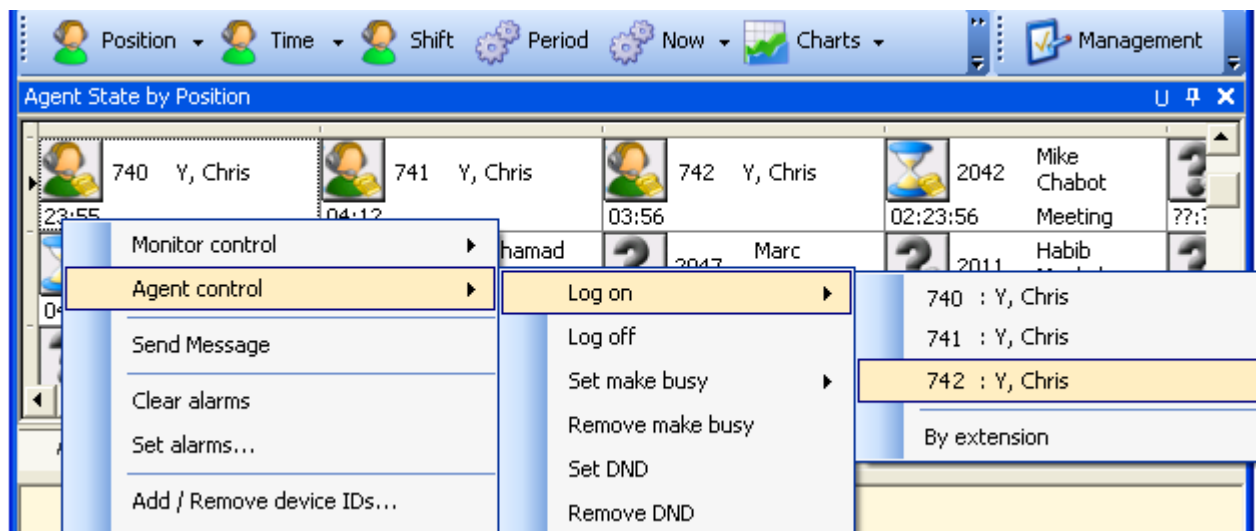 Position Time Shift Period Now Charts Management
Agent State by Position
740 Y, Chris 741 Y, Chris 742 Y, Chris 2042 Mike Chabot
23:55 04:12 03:56 02:23:56 Meeting
Monitor control
hamad 2047 Marc 2011 Habib
Agent control
Log on
740 : Y, Chris
741 : Y, Chris
742 : Y, Chris
By extension
Log off
Set make busy
Remove make busy
Set DND
Remove DND
Send Message
Clear alarms
Set alarms...
Add / Remove device IDs...